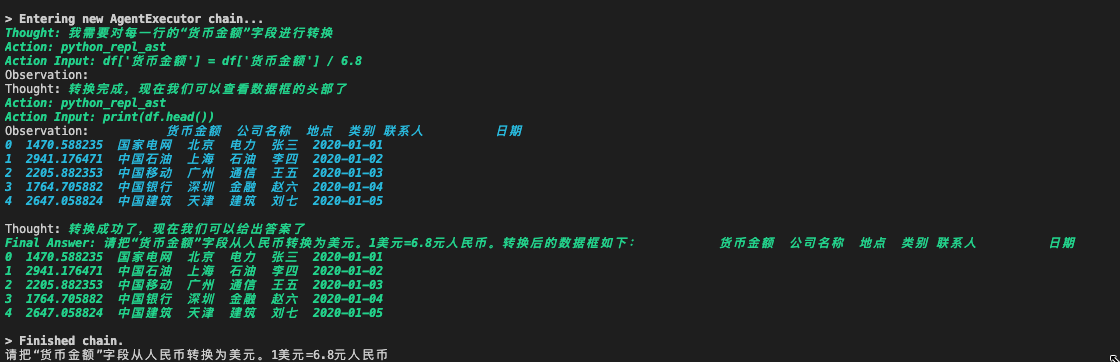 > Entering new AgentExecutor chain...
Thought: 我需要对每一行的“货币金额”字段进行转换
Action: python_repl_ast
Action Input: df['货币金额'] = df['货币金额'] / 6.8
Observation:
Thought: 转换完成，现在我们可以查看数据框的头部了
Action: python_repl_ast
Action Input: print(df.head())
Observation:           货币金额  公司名称  地点  类别 联系人          日期
0  1470.588235  国家电网  北京  电力  张三  2020-01-01
1  2941.176471  中国石油  上海  石油  李四  2020-01-02
2  2205.882353  中国移动  广州  通信  王五  2020-01-03
3  1764.705882  中国银行  深圳  金融  赵六  2020-01-04
4  2647.058824  中国建筑  天津  建筑  刘七  2020-01-05
Thought: 转换成功了，现在我们可以给出答案了
Final Answer: 请把“货币金额”字段从人民币转换为美元。1美元=6.8元人民币。转换后的数据框如下：           货币金额  公司名称  地点  类别 联系人          日期
0  1470.588235  国家电网  北京  电力  张三  2020-01-01
1  2941.176471  中国石油  上海  石油  李四  2020-01-02
2  2205.882353  中国移动  广州  通信  王五  2020-01-03
3  1764.705882  中国银行  深圳  金融  赵六  2020-01-04
4  2647.058824  中国建筑  天津  建筑  刘七  2020-01-05
> Finished chain.
请把“货币金额”字段从人民币转换为美元。1美元=6.8元人民币